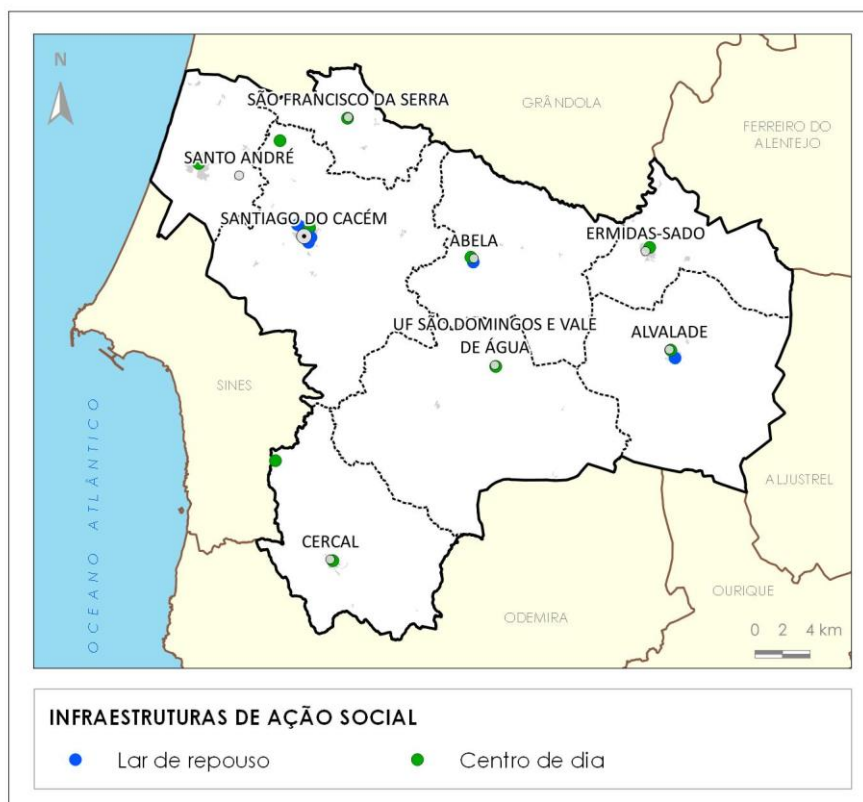 N
GRÂNDOLA
SÃO FRANCISCO DA SERRA
FERREIRO DO
ALENTEJO
SANTO ANDRÉ
SANTIAGO DO CACÉM
ERMIDAS-SADO
ABELA
UF SÃO DOMINGOS E VALE
DE ÁGUA
ALVALADE
SINES
OCEANO ATLÂNTICO
ALJUSTREL
CERCAL
OURIQUE
ODEMIRA
0 2 4 km
INFRAESTRUTURAS DE AÇÃO SOCIAL
Lar de repouso
Centro de dia